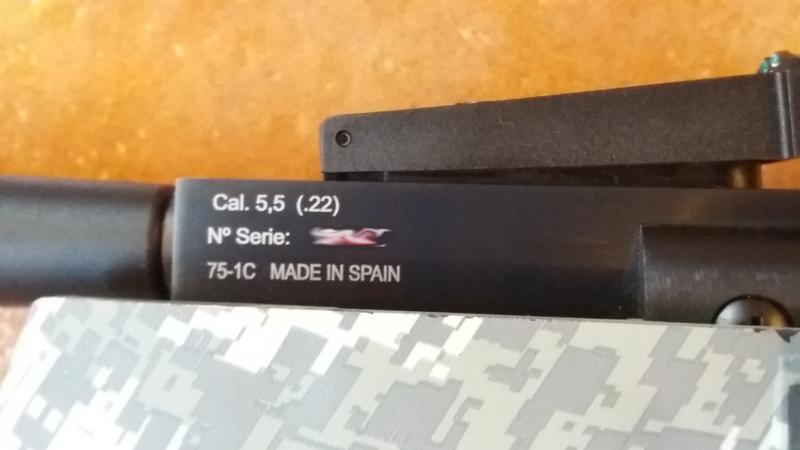 Cal. 5,5 (.22)
Nº Serie:
75-1C MADE IN SPAIN